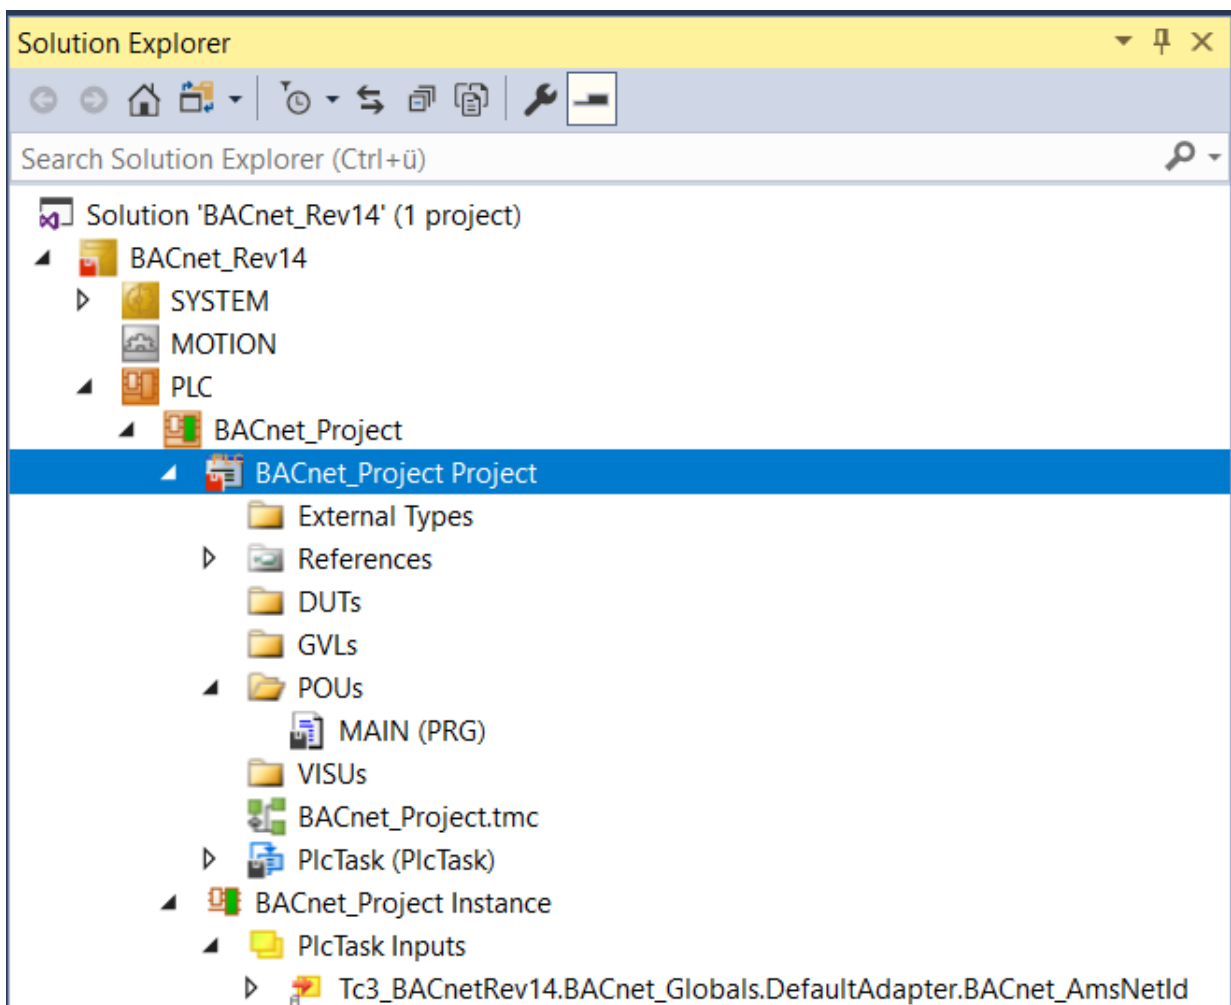 Solution Explorer
Search Solution Explorer (Ctrl+ü)
Solution 'BACnet_Rev14' (1 project)
BACnet_Rev14
SYSTEM
MOTION
PLC
BACnet_Project
BACnet_Project Project
External Types
References
DUTs
GVLs
POUs
MAIN (PRG)
VISUs
BACnet_Project.tmc
PlcTask (PlcTask)
BACnet_Project Instance
PlcTask Inputs
Tc3_BACnetRev14.BACnet_Globals.DefaultAdapter.BACnet_AmsNetId